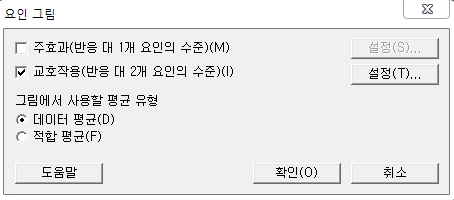 요인 그림
주효과(반응 대 1개 요인의 수준)(M)
설정(S)...
교호작용(반응 대 2개 요인의 수준)(I)
설정(T)...
그림에서 사용할 평균 유형
데이터 평균(D)
적합 평균(F)
도움말
확인(O)
취소